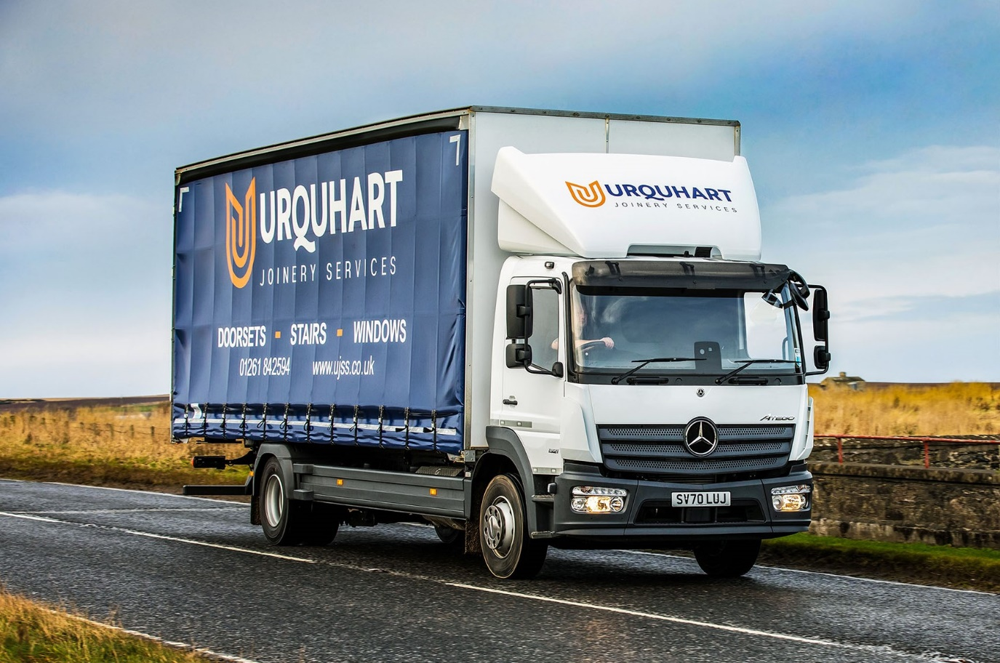 URQUHART
JOINERY SERVICES
DOORSETS ▪ STAIRS ▪ WINDOWS
01261 842594 www.ujss.co.uk
URQUHART
JOINERY SERVICES
ATEGO
SV70 LUJ